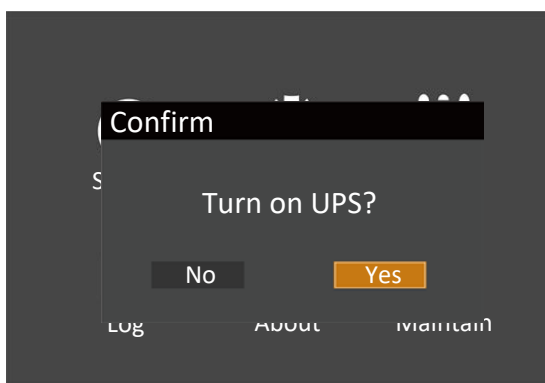 Confirm
S
Turn on UPS?
No Yes
Log About Maintain